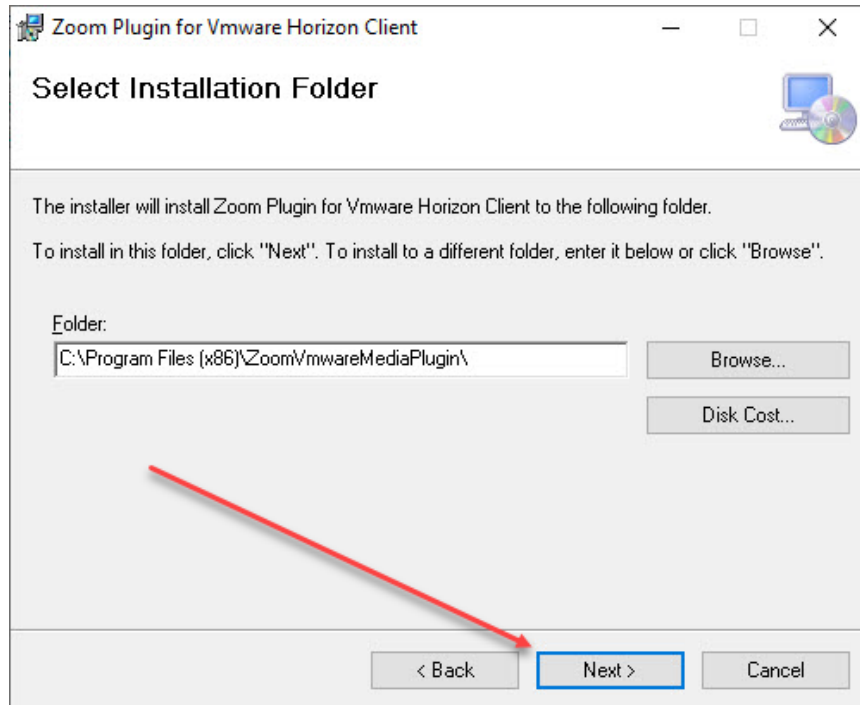 Zoom Plugin for Vmware Horizon Client
Select Installation Folder
The installer will install Zoom Plugin for Vmware Horizon Client to the following folder.
To install in this folder, click "Next". To install to a different folder, enter it below or click "Browse".
Folder:
C:\Program Files (x86)\ZoomVmwareMediaPlugin\
Browse...
Disk Cost...
< Back
Next >
Cancel